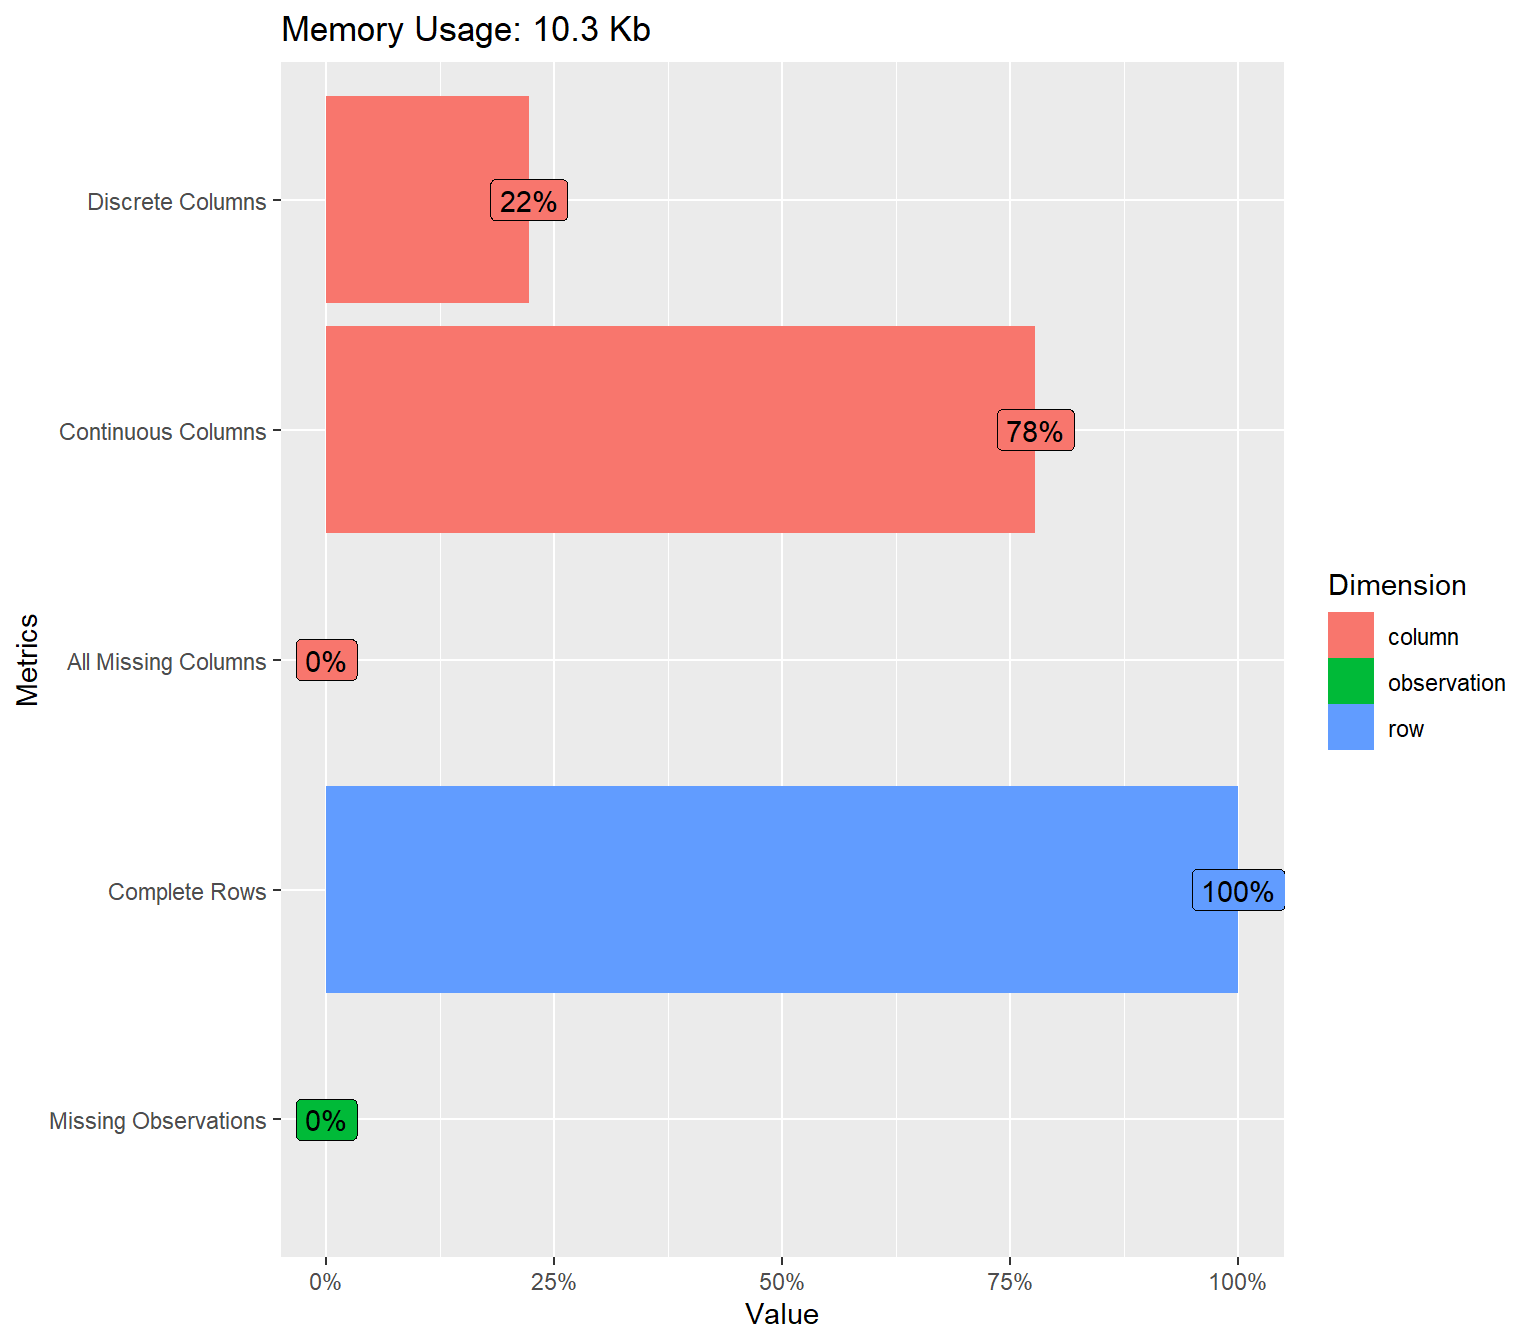 Memory Usage: 10.3 Kb
Discrete Columns
22%
Continuous Columns
78%
All Missing Columns
0%
Complete Rows
100%
Missing Observations
0%
Metrics
0%
25%
50%
75%
100%
Value
Dimension
column
observation
row